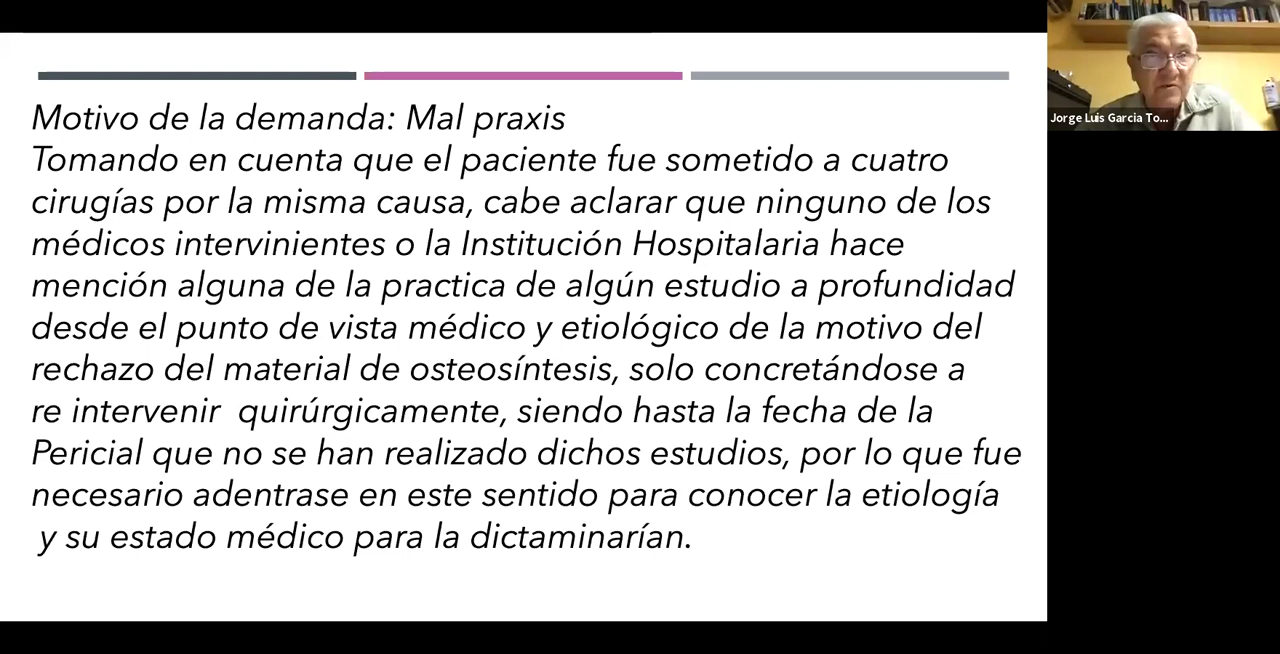 Motivo de la demanda: Mal praxis
Tomando en cuenta que el paciente fue sometido a cuatro
cirugías por la misma causa, cabe aclarar que ninguno de los
médicos intervinientes o la Institución Hospitalaria hace
mención alguna de la practica de algún estudio a profundidad
desde el punto de vista médico y etiológico de la motivo del
rechazo del material de osteosíntesis, solo concretándose a
re intervenir  quirúrgicamente, siendo hasta la fecha de la
Pericial que no se han realizado dichos estudios, por lo que fue
necesario adentrase en este sentido para conocer la etiología
y su estado médico para la dictaminarían.
Jorge Luis Garcia To...